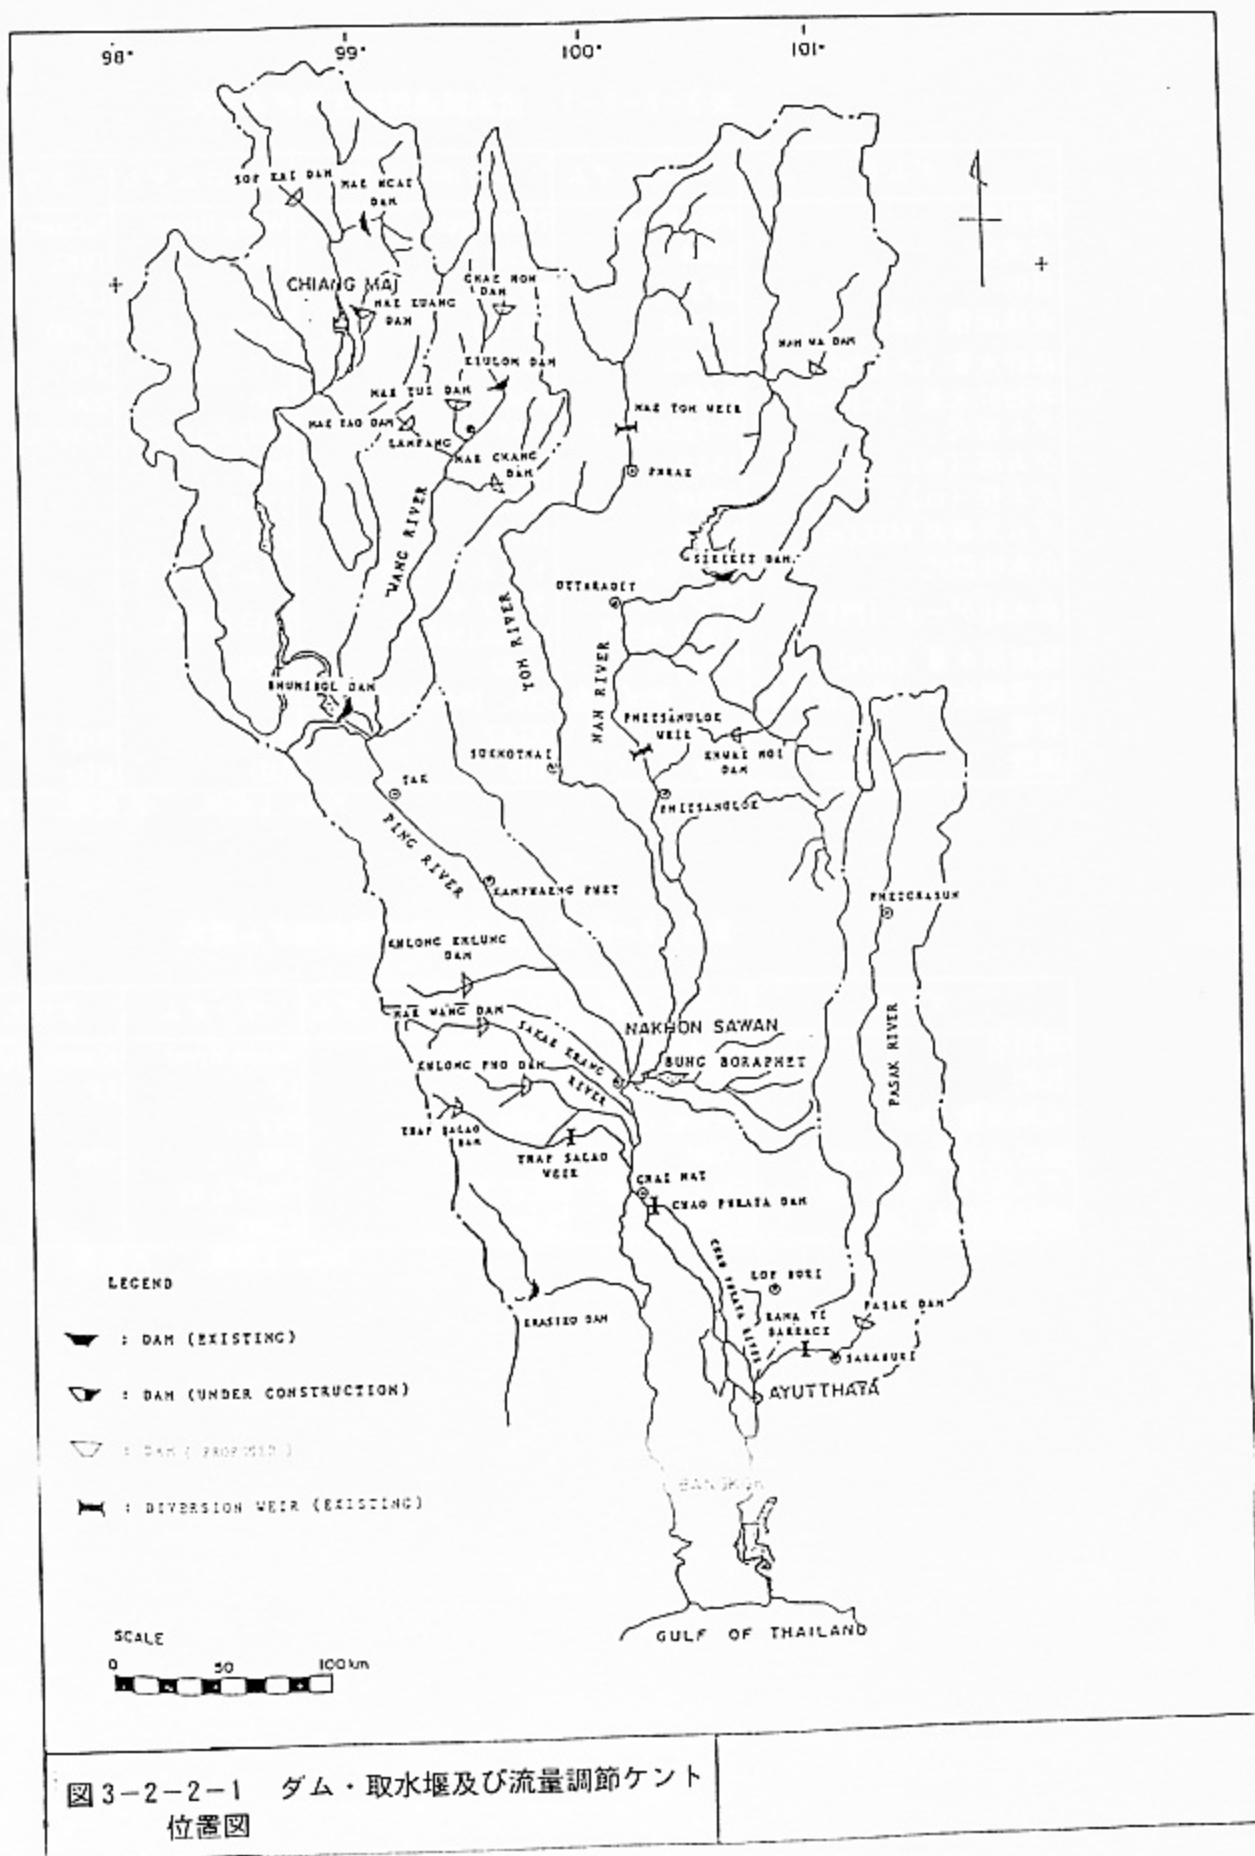 98°
99°
100°
101°
SOP KAI DAM
MAE NGAT
DAM
CHIANG MAI
MAE KUANG
DAM
CHAE HOM
DAM
KIULOM DAM
MAE TUI DAM
MAE TAO DAM
LAMPANG
MAE CHANG
DAM
NAM WA DAM
MAE YOM WEIR
PHRAE
SIRIKIT DAM
UTTARADIT
WANG RIVER
YOM RIVER
NAN RIVER
BHUMIBOL DAM
PHITSANULOK
WEIR
KHWAE NOI
DAM
SUKHOTHAI
TAK
PHITSANULOK
PING RIVER
KAMPHAENG PHET
PHETCHABUN
KHLONG KHLUNG
DAM
MAE WANG DAM
SAKAE KRANG
RIVER
NAKHON SAWAN
BUNG BORAPHET
PASAK RIVER
KHLONG PHO DAM
THAP SALAO
DAM
THAP SALAO
WEIR
CHAI NAT
CHAO PHRAYA DAM
CHAO PHRAYA RIVER
LOP BURI
RAMA VI
BARRAGE
PASAK DAM
SARABURI
KRASIEO DAM
AYUTTHAYA
BANGKOK
GULF OF THAILAND
LEGEND
: DAM (EXISTING)
: DAM (UNDER CONSTRUCTION)
: DAM (PROPOSED)
: DIVERSION WEIR (EXISTING)
SCALE
0 50 100km
図3-2-2-1 ダム・取水堰及び流量調節ケント
位置図